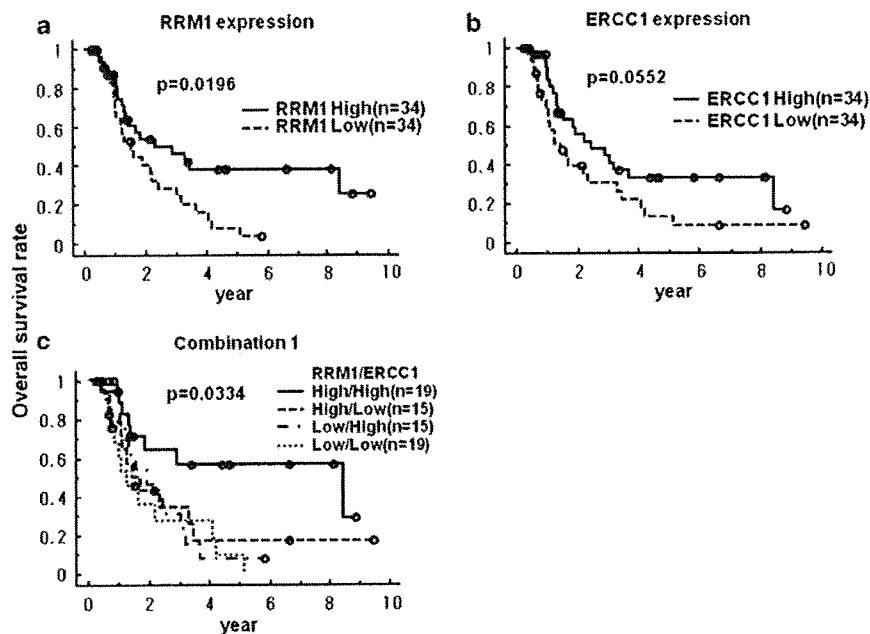 a
RRM1 expression
1
0.8
0.6
0.4
0.2
0
p=0.0196
RRM1 High(n=34)
RRM1 Low(n=34)
0 2 4 6 8 10
year
b
ERCC1 expression
1
0.8
0.6
0.4
0.2
0
p=0.0552
ERCC1 High(n=34)
ERCC1 Low(n=34)
0 2 4 6 8 10
year
Overall survival rate
c
Combination 1
1
0.8
0.6
0.4
0.2
0
p=0.0334
RRM1/ERCC1
High/High(n=19)
High/Low(n=15)
Low/High(n=15)
Low/Low(n=19)
0 2 4 6 8 10
year